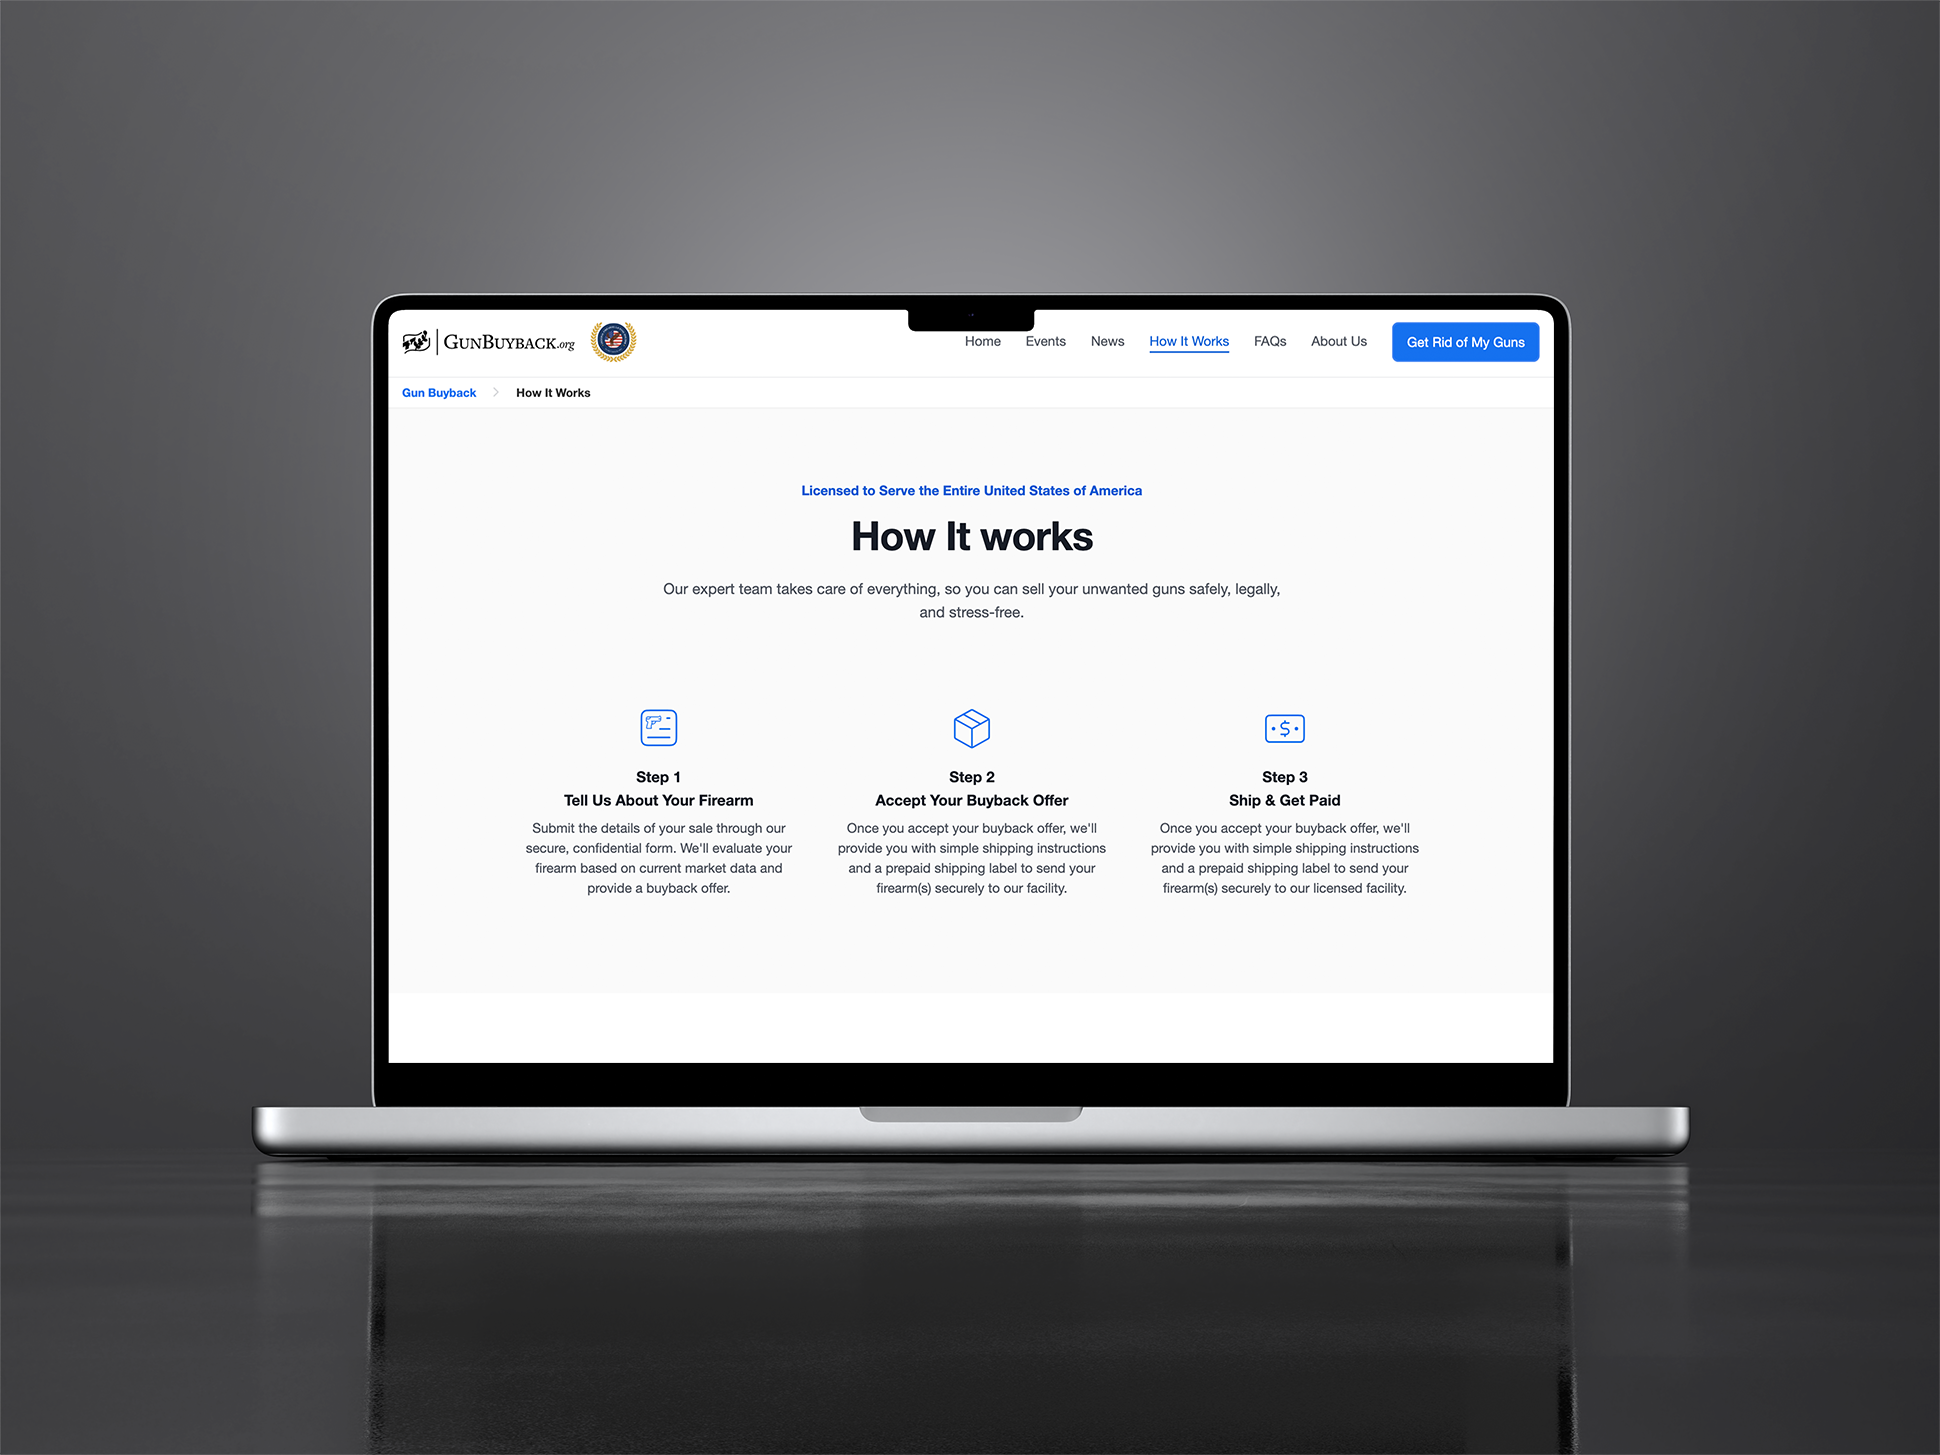 GUNBUYBACK.org
Home
Events
News
How It Works
FAQs
About Us
Get Rid of My Guns
Gun Buyback
How It Works
Licensed to Serve the Entire United States of America
How It works
Our expert team takes care of everything, so you can sell your unwanted guns safely, legally,
and stress-free.
Step 1
Tell Us About Your Firearm
Submit the details of your sale through our
secure, confidential form. We'll evaluate your
firearm based on current market data and
provide a buyback offer.
Step 2
Accept Your Buyback Offer
Once you accept your buyback offer, we'll
provide you with simple shipping instructions
and a prepaid shipping label to send your
firearm(s) securely to our facility.
Step 3
Ship & Get Paid
Once you accept your buyback offer, we'll
provide you with simple shipping instructions
and a prepaid shipping label to send your
firearm(s) securely to our licensed facility.